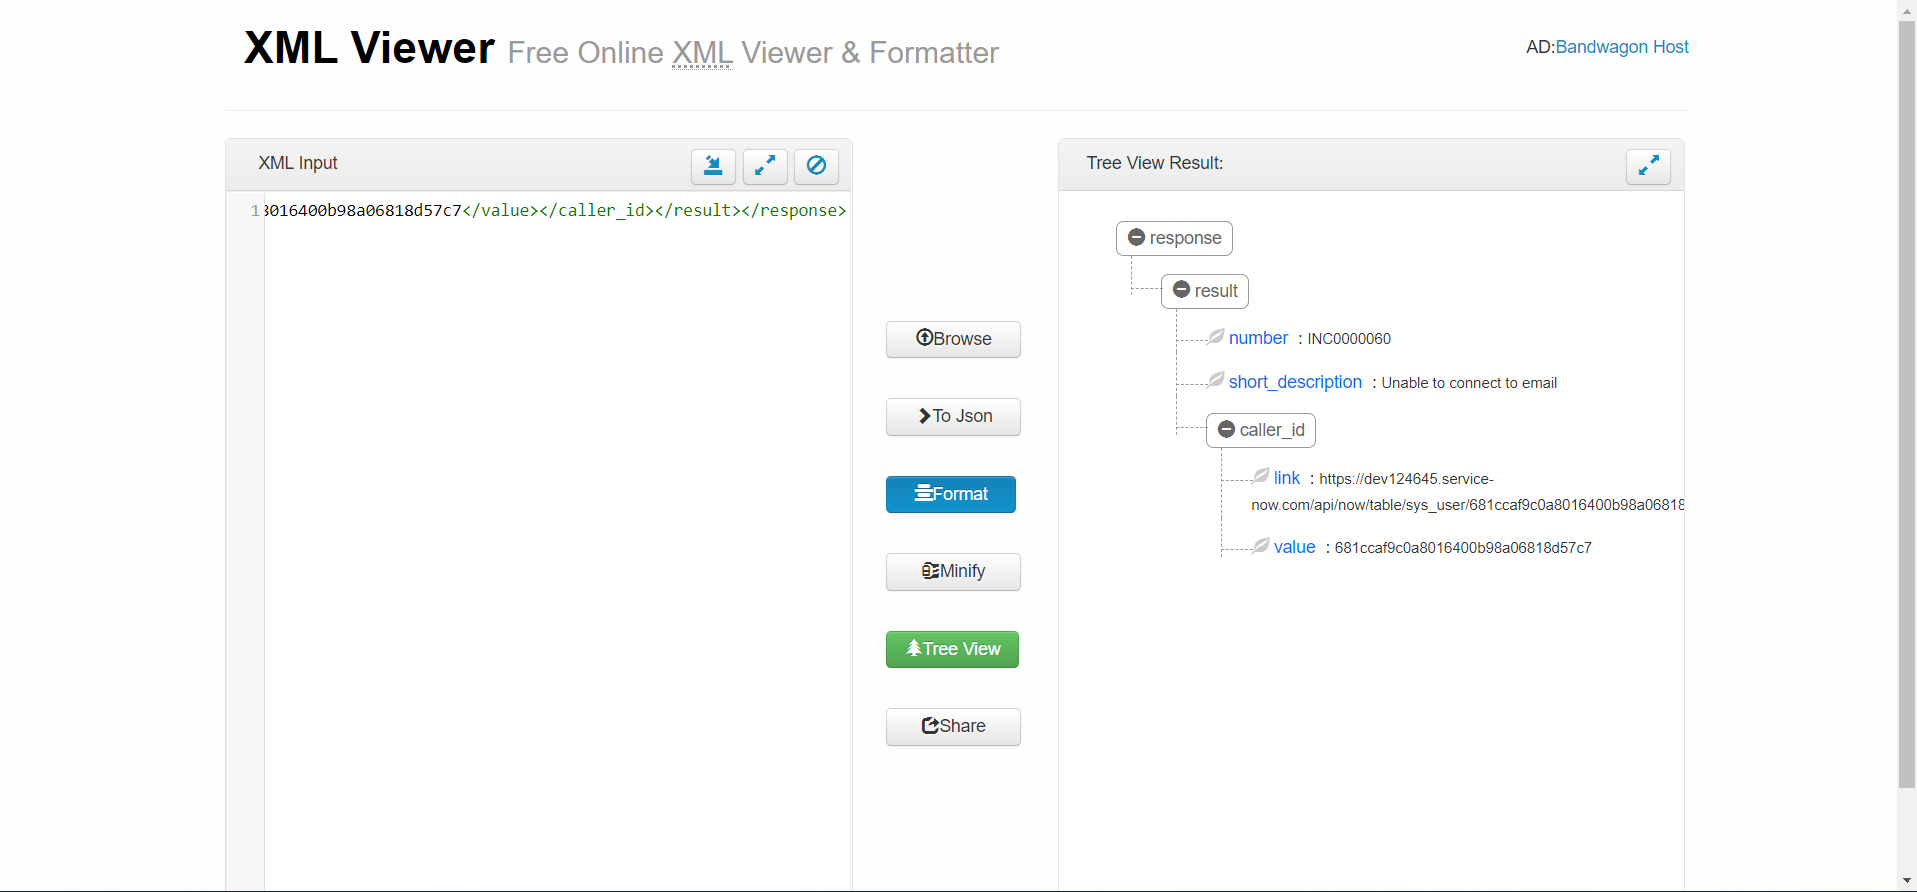 XML Viewer Free Online XML Viewer & Formatter
AD:Bandwagon Host
XML Input
1
3016400b98a06818d57c7</value></caller_id></result></response>
Browse
To Json
Format
Minify
Tree View
Share
Tree View Result:
response
result
number : INC0000060
short_description : Unable to connect to email
caller_id
link : https://dev124645.service-
now.com/api/now/table/sys_user/681ccaf9c0a8016400b98a06818
value : 681ccaf9c0a8016400b98a06818d57c7